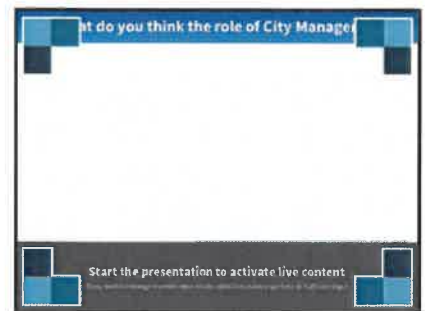 at do you think the role of City Manage
Start the presentation to activate live content